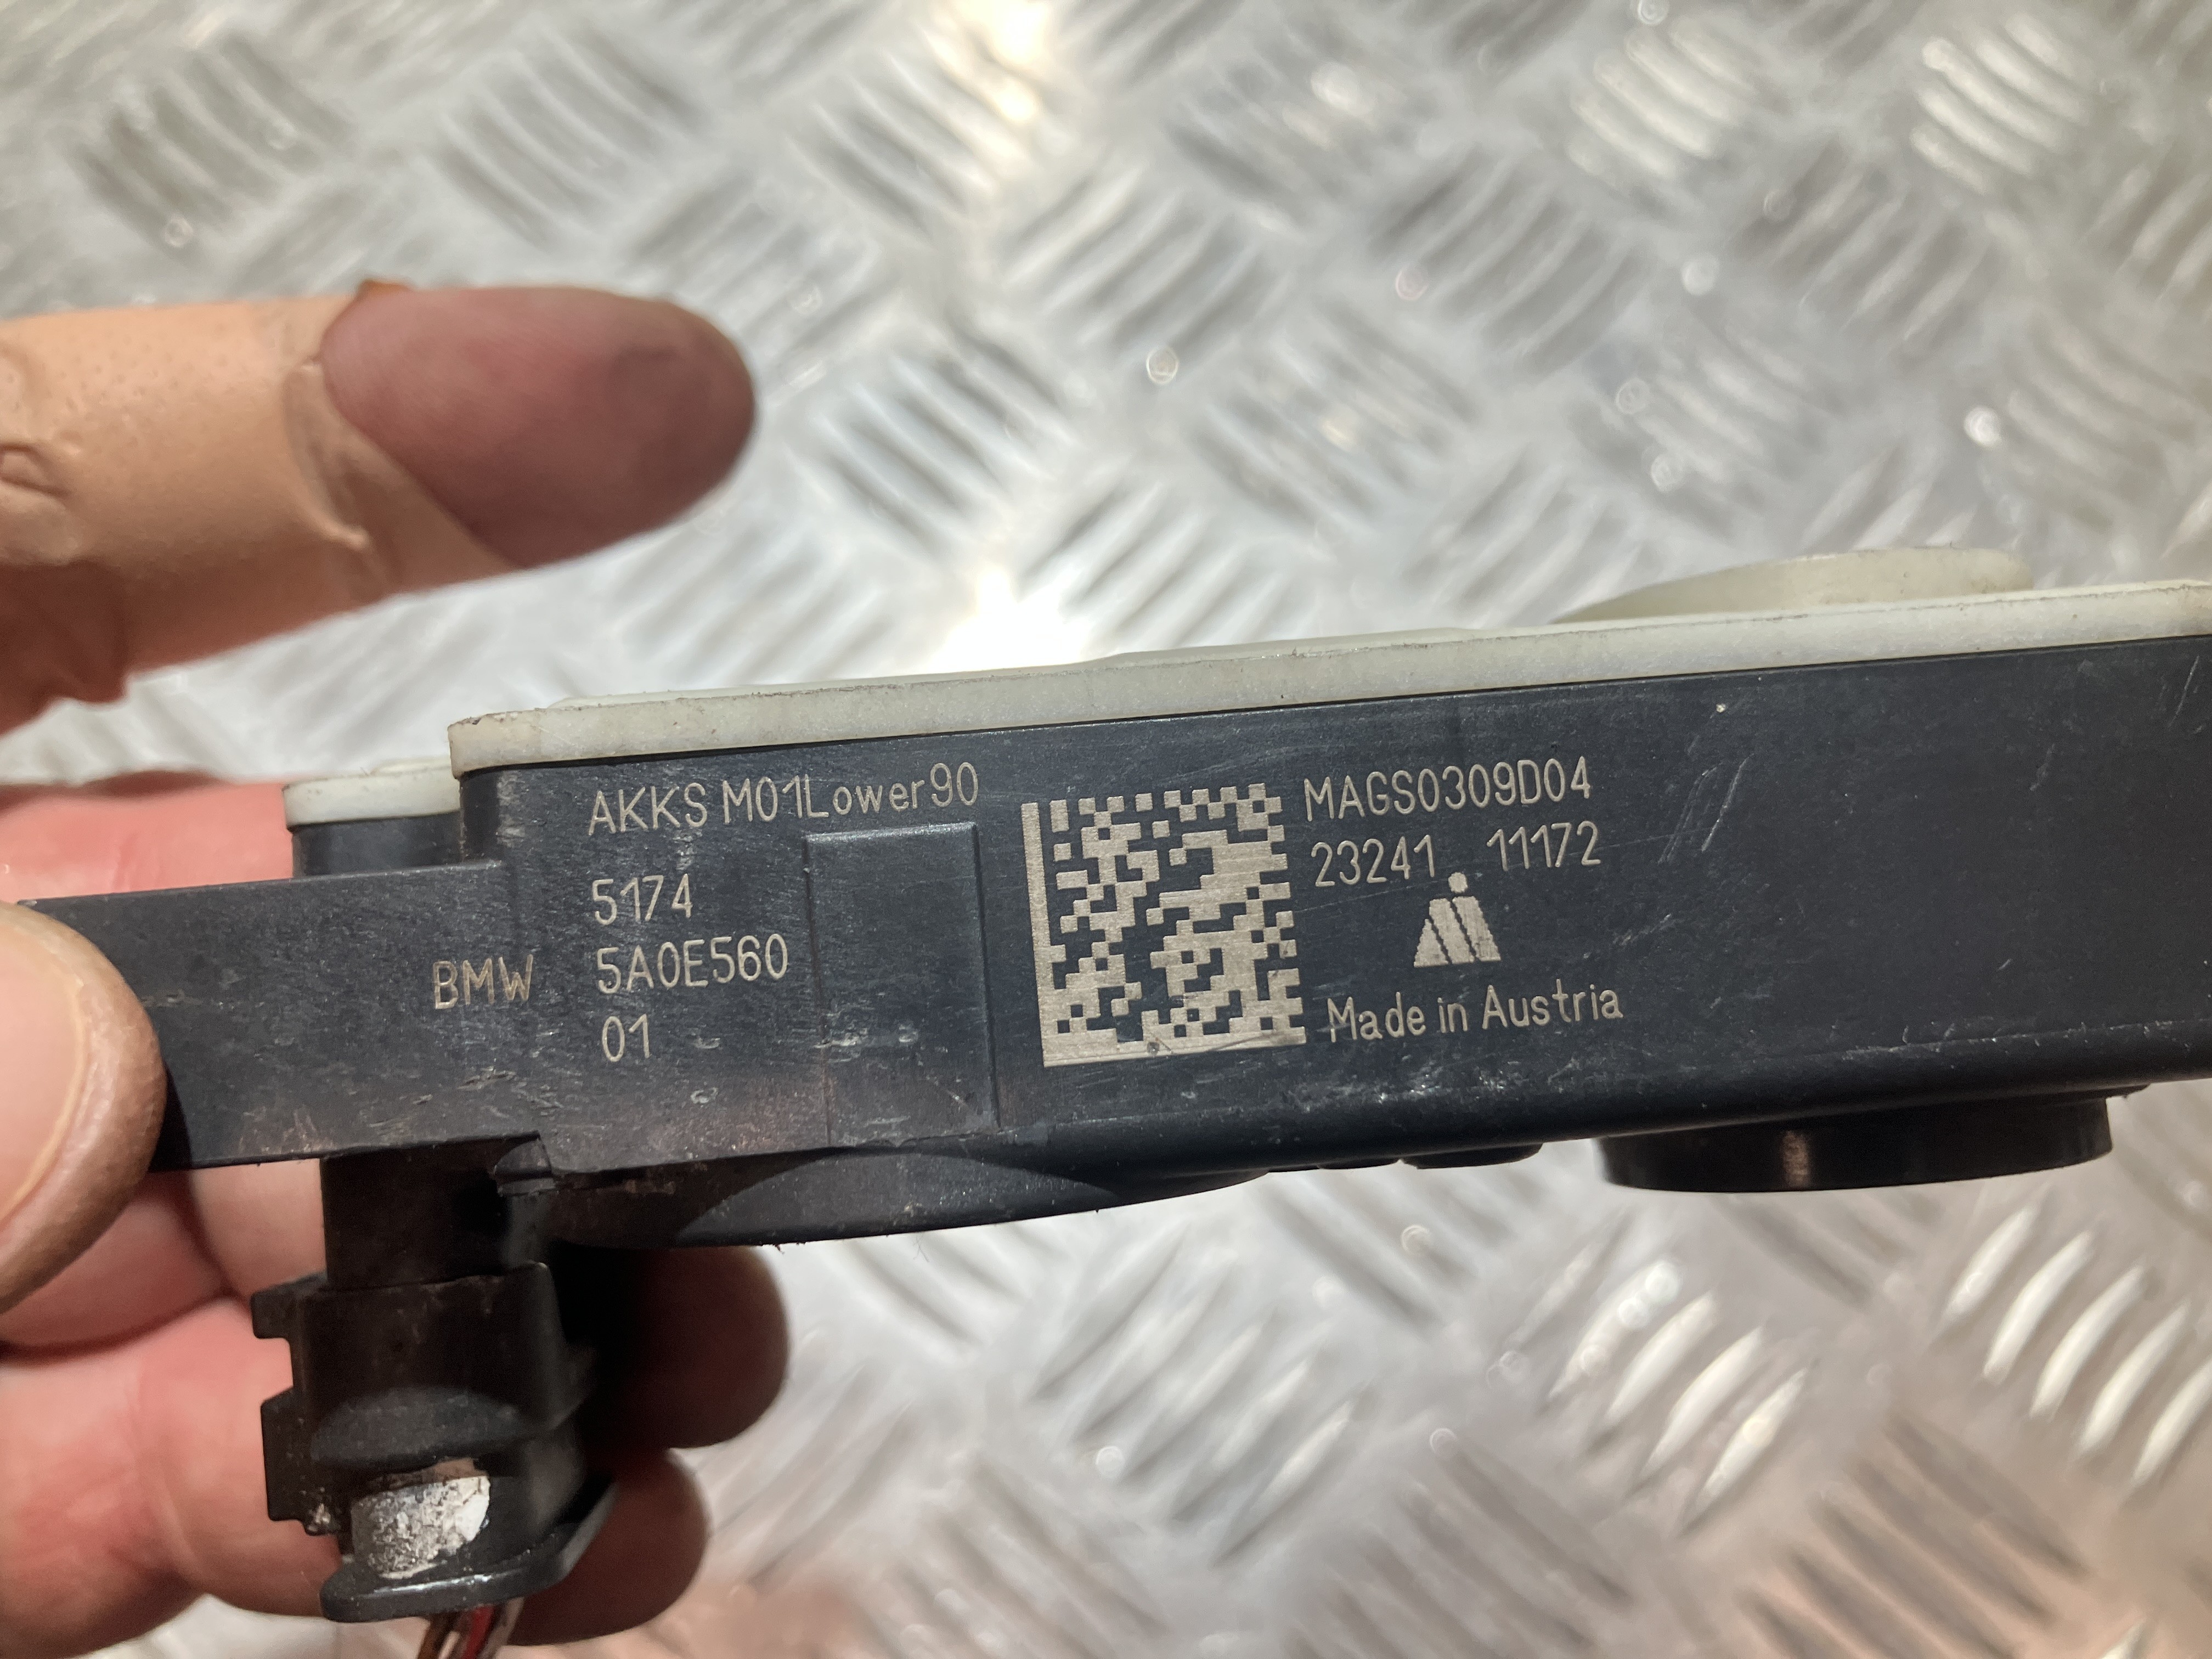 AKKS M01Lower90
5174
BMW 5A0E560
01
MAGS0309D04
23241 11172
Made in Austria